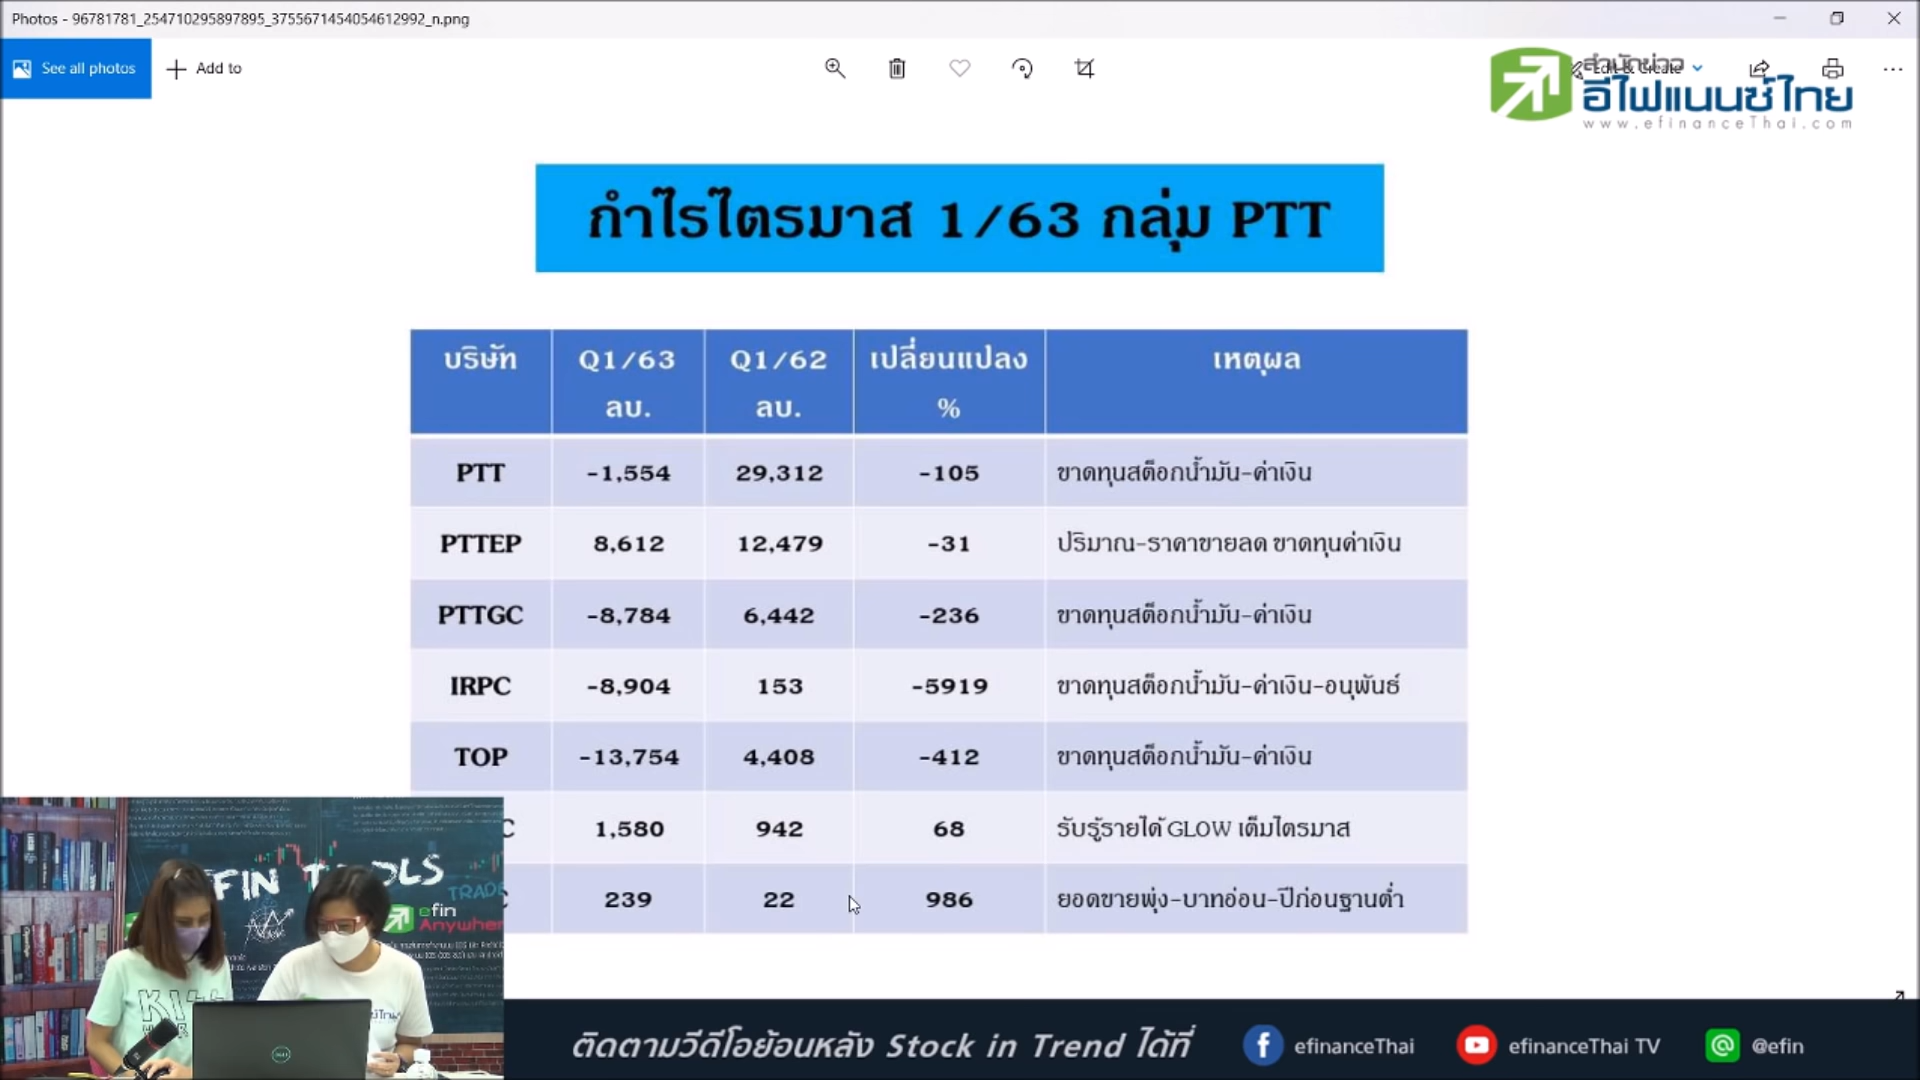 Photos - 96781781_254710295897895_3755671454054612992_n.png
See all photos
Add to
Edit & Create
สำนักข่าว
อีไฟแนนซ์ไทย
www.efinanceThai.com
กำไรไตรมาส 1/63 กลุ่ม PTT
บริษัท Q1/63 ลบ. Q1/62 ลบ. เปลี่ยนแปลง % เหตุผล
PTT -1,554 29,312 -105 ขาดทุนสต็อกน้ำมัน-ค่าเงิน
PTTEP 8,612 12,479 -31 ปริมาณ-ราคาขายลด ขาดทุนค่าเงิน
PTTGC -8,784 6,442 -236 ขาดทุนสต็อกน้ำมัน-ค่าเงิน
IRPC -8,904 153 -5919 ขาดทุนสต็อกน้ำมัน-ค่าเงิน-อนุพันธ์
TOP -13,754 4,408 -412 ขาดทุนสต็อกน้ำมัน-ค่าเงิน
C 1,580 942 68 รับรู้รายได้ GLOW เต็มไตรมาส
C 239 22 986 ยอดขายพุ่ง-บาทอ่อน-ปีก่อนฐานต่ำ
EFIN T OLS
TRADE
efin
Anywhere
KISS
DELL
ติดตามวีดีโอย้อนหลัง Stock in Trend ได้ที่
efinanceThai
efinanceThai TV
@efin